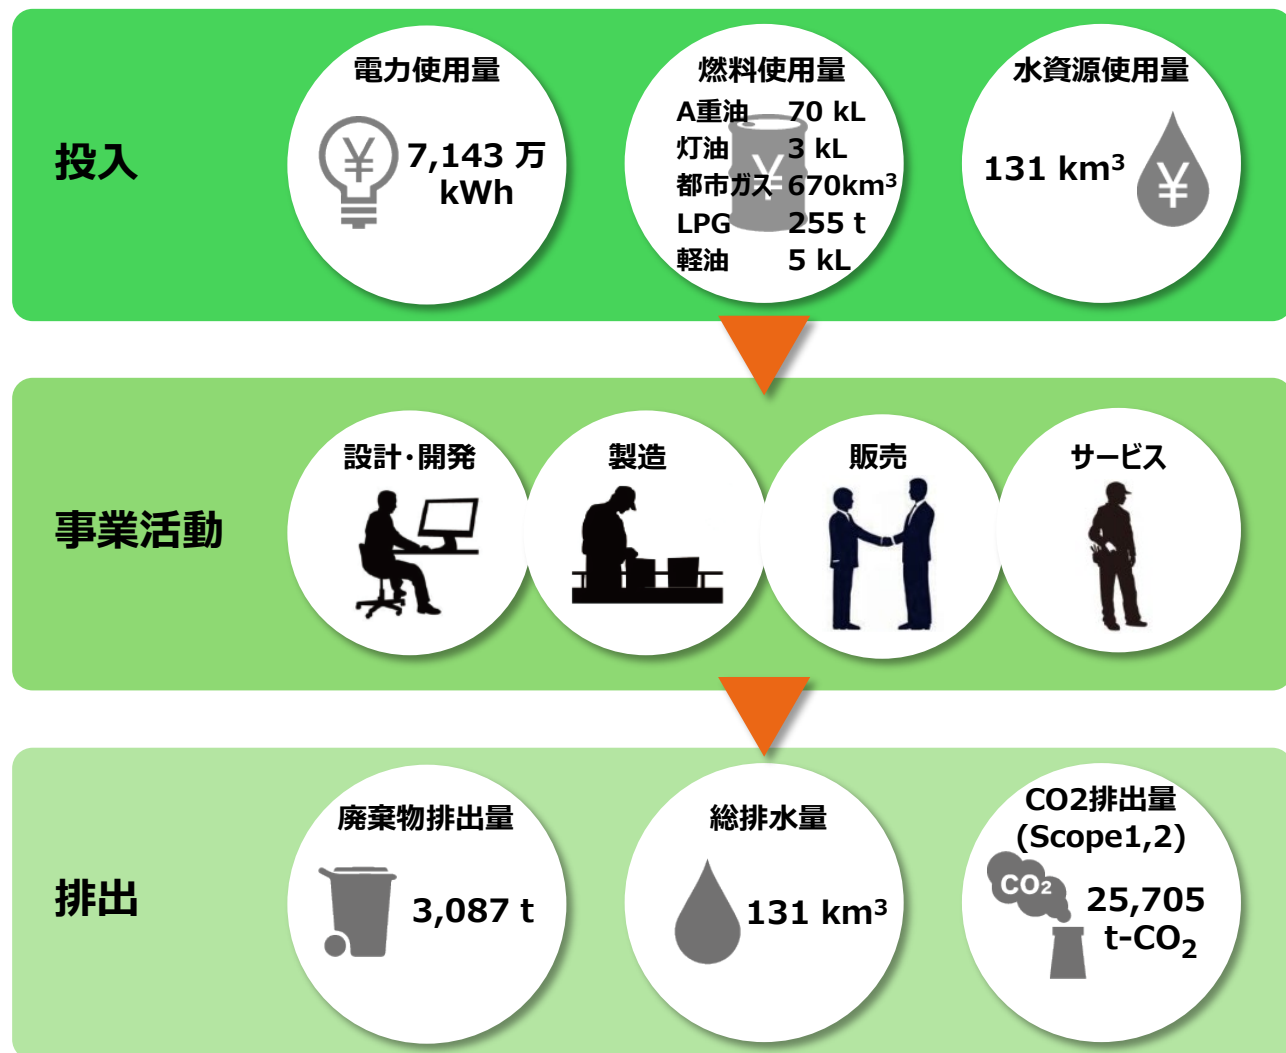 投入
電力使用量
¥
7,143 万
kWh
燃料使用量
A重油 70 kL
灯油 3 kL
都市ガス 670km³
LPG 255 t
軽油 5 kL
¥
水資源使用量
131 km³
¥
事業活動
設計・開発
製造
販売
サービス
排出
廃棄物排出量
3,087 t
総排水量
131 km³
CO2排出量
(Scope1,2)
CO₂
25,705
t-CO₂